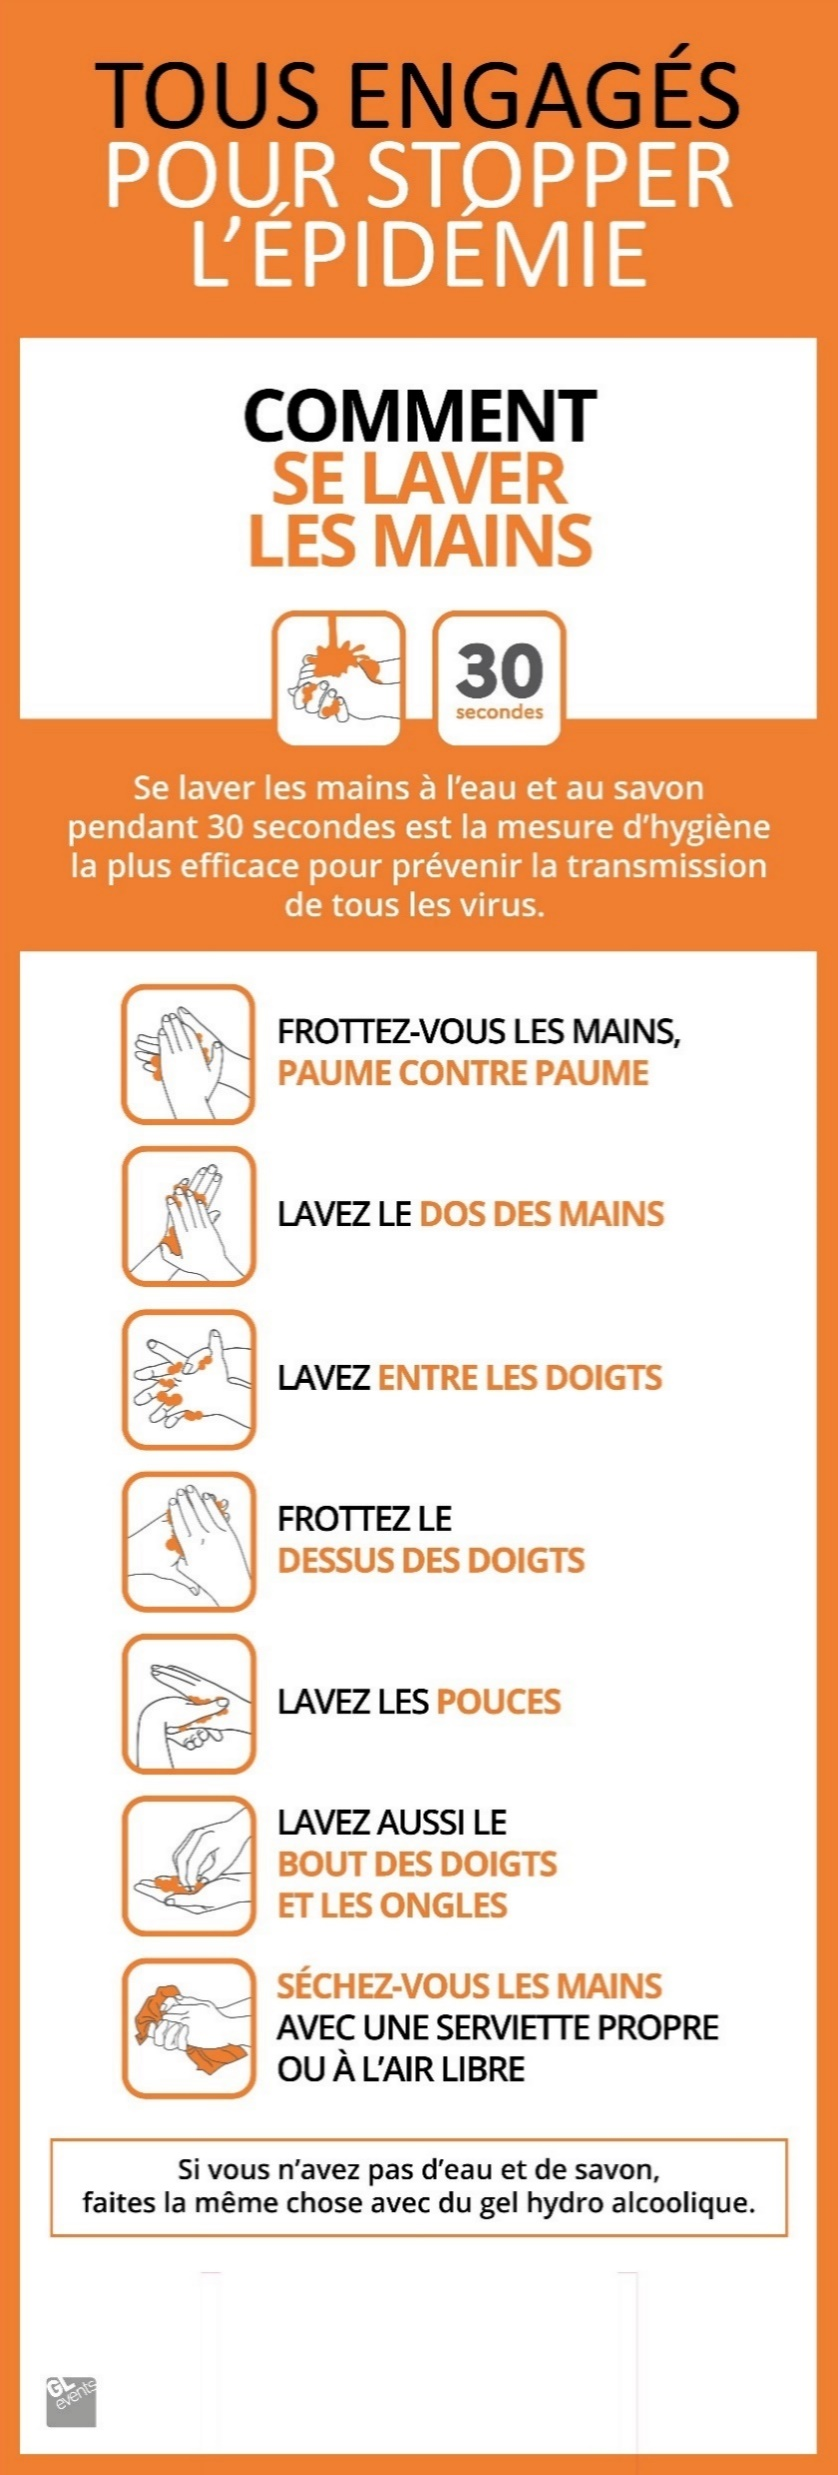 TOUS ENGAGÉS
POUR STOPPER
L'ÉPIDÉMIE
COMMENT
SE LAVER
LES MAINS
30
secondes
Se laver les mains à l'eau et au savon
pendant 30 secondes est la mesure d'hygiène
la plus efficace pour prévenir la transmission
de tous les virus.
FROTTEZ-VOUS LES MAINS,
PAUME CONTRE PAUME
LAVEZ LE DOS DES MAINS
LAVEZ ENTRE LES DOIGTS
FROTTEZ LE
DESSUS DES DOIGTS
LAVEZ LES POUCES
LAVEZ AUSSI LE
BOUT DES DOIGTS
ET LES ONGLES
SÉCHEZ-VOUS LES MAINS
AVEC UNE SERVIETTE PROPRE
OU À L'AIR LIBRE
Si vous n'avez pas d'eau et de savon,
faites la même chose avec du gel hydro alcoolique.
GL
events